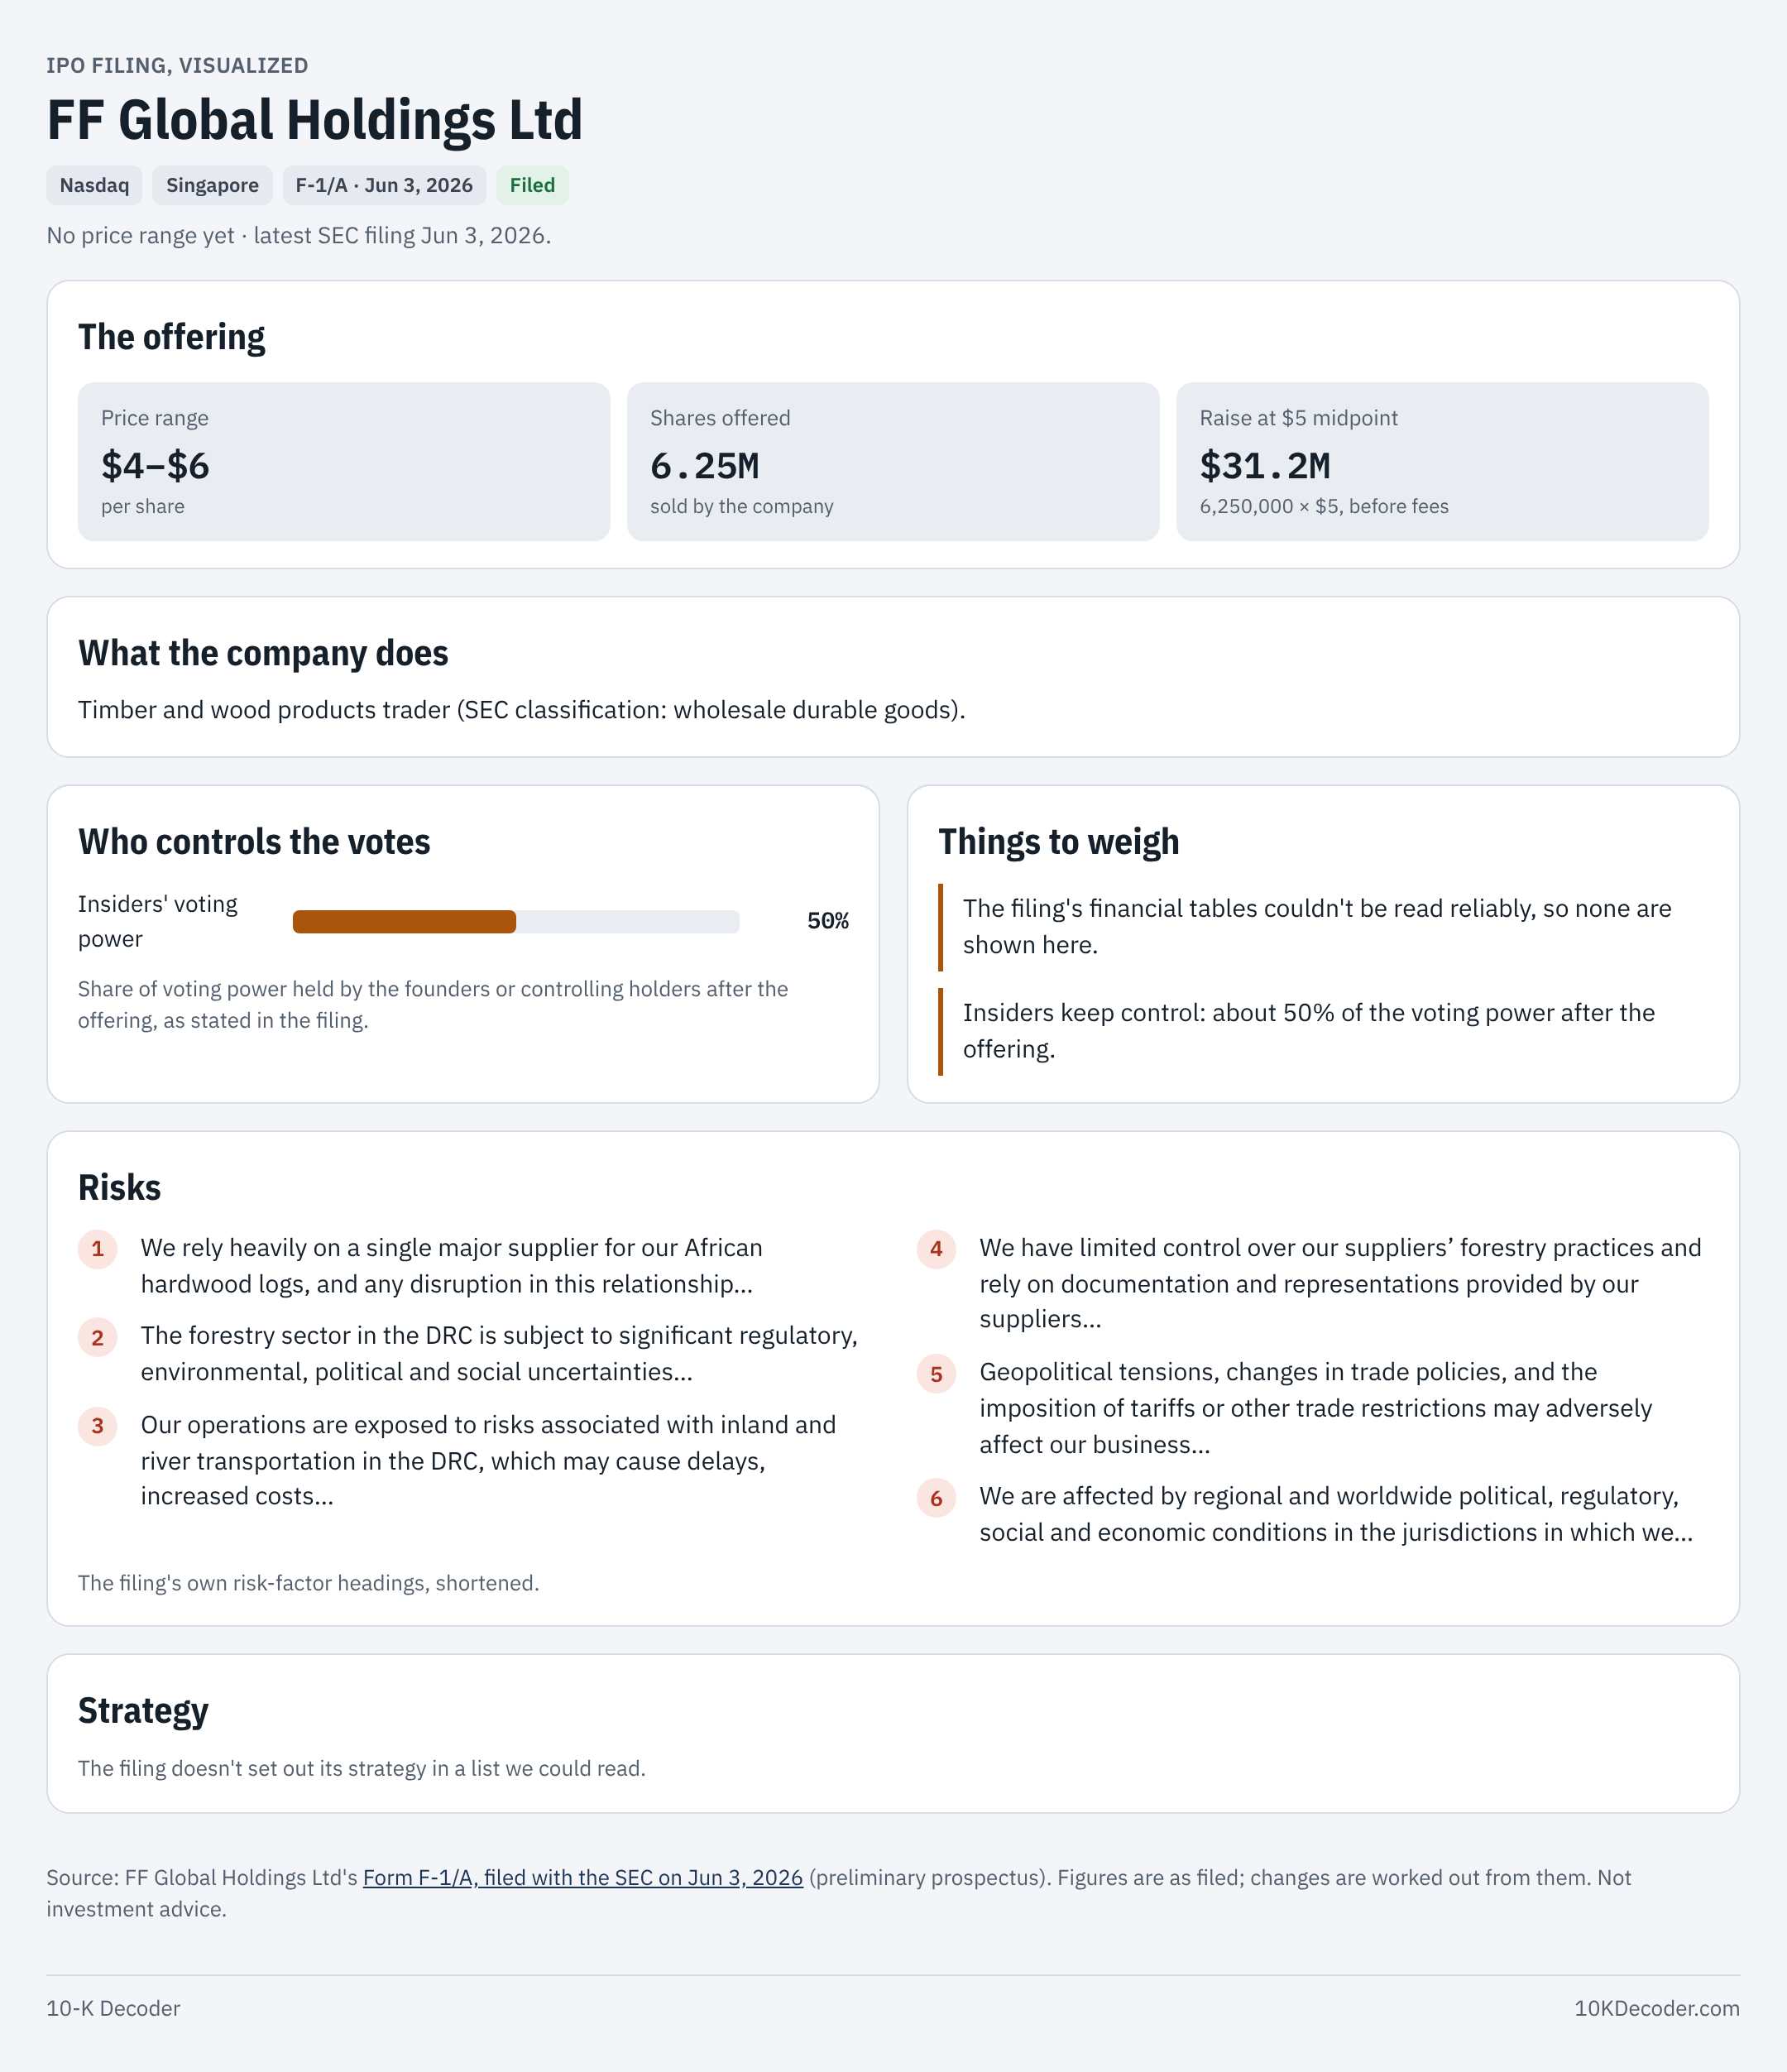 IPO FILING, VISUALIZED
FF Global Holdings Ltd
Nasdaq
Singapore
F-1/A · Jun 3, 2026
Filed
No price range yet · latest SEC filing Jun 3, 2026.
The offering
Price range
$4–$6
per share
Shares offered
6.25M
sold by the company
Raise at $5 midpoint
$31.2M
6,250,000 × $5, before fees
What the company does
Timber and wood products trader (SEC classification: wholesale durable goods).
Who controls the votes
Insiders' voting
power
50%
Share of voting power held by the founders or controlling holders after the
offering, as stated in the filing.
Things to weigh
The filing's financial tables couldn't be read reliably, so none are
shown here.
Insiders keep control: about 50% of the voting power after the
offering.
Risks
1 We rely heavily on a single major supplier for our African
hardwood logs, and any disruption in this relationship...
2 The forestry sector in the DRC is subject to significant regulatory,
environmental, political and social uncertainties...
3 Our operations are exposed to risks associated with inland and
river transportation in the DRC, which may cause delays,
increased costs...
4 We have limited control over our suppliers’ forestry practices and
rely on documentation and representations provided by our
suppliers...
5 Geopolitical tensions, changes in trade policies, and the
imposition of tariffs or other trade restrictions may adversely
affect our business...
6 We are affected by regional and worldwide political, regulatory,
social and economic conditions in the jurisdictions in which we...
The filing's own risk-factor headings, shortened.
Strategy
The filing doesn't set out its strategy in a list we could read.
Source: FF Global Holdings Ltd's Form F-1/A, filed with the SEC on Jun 3, 2026 (preliminary prospectus). Figures are as filed; changes are worked out from them. Not
investment advice.
10-K Decoder
10KDecoder.com